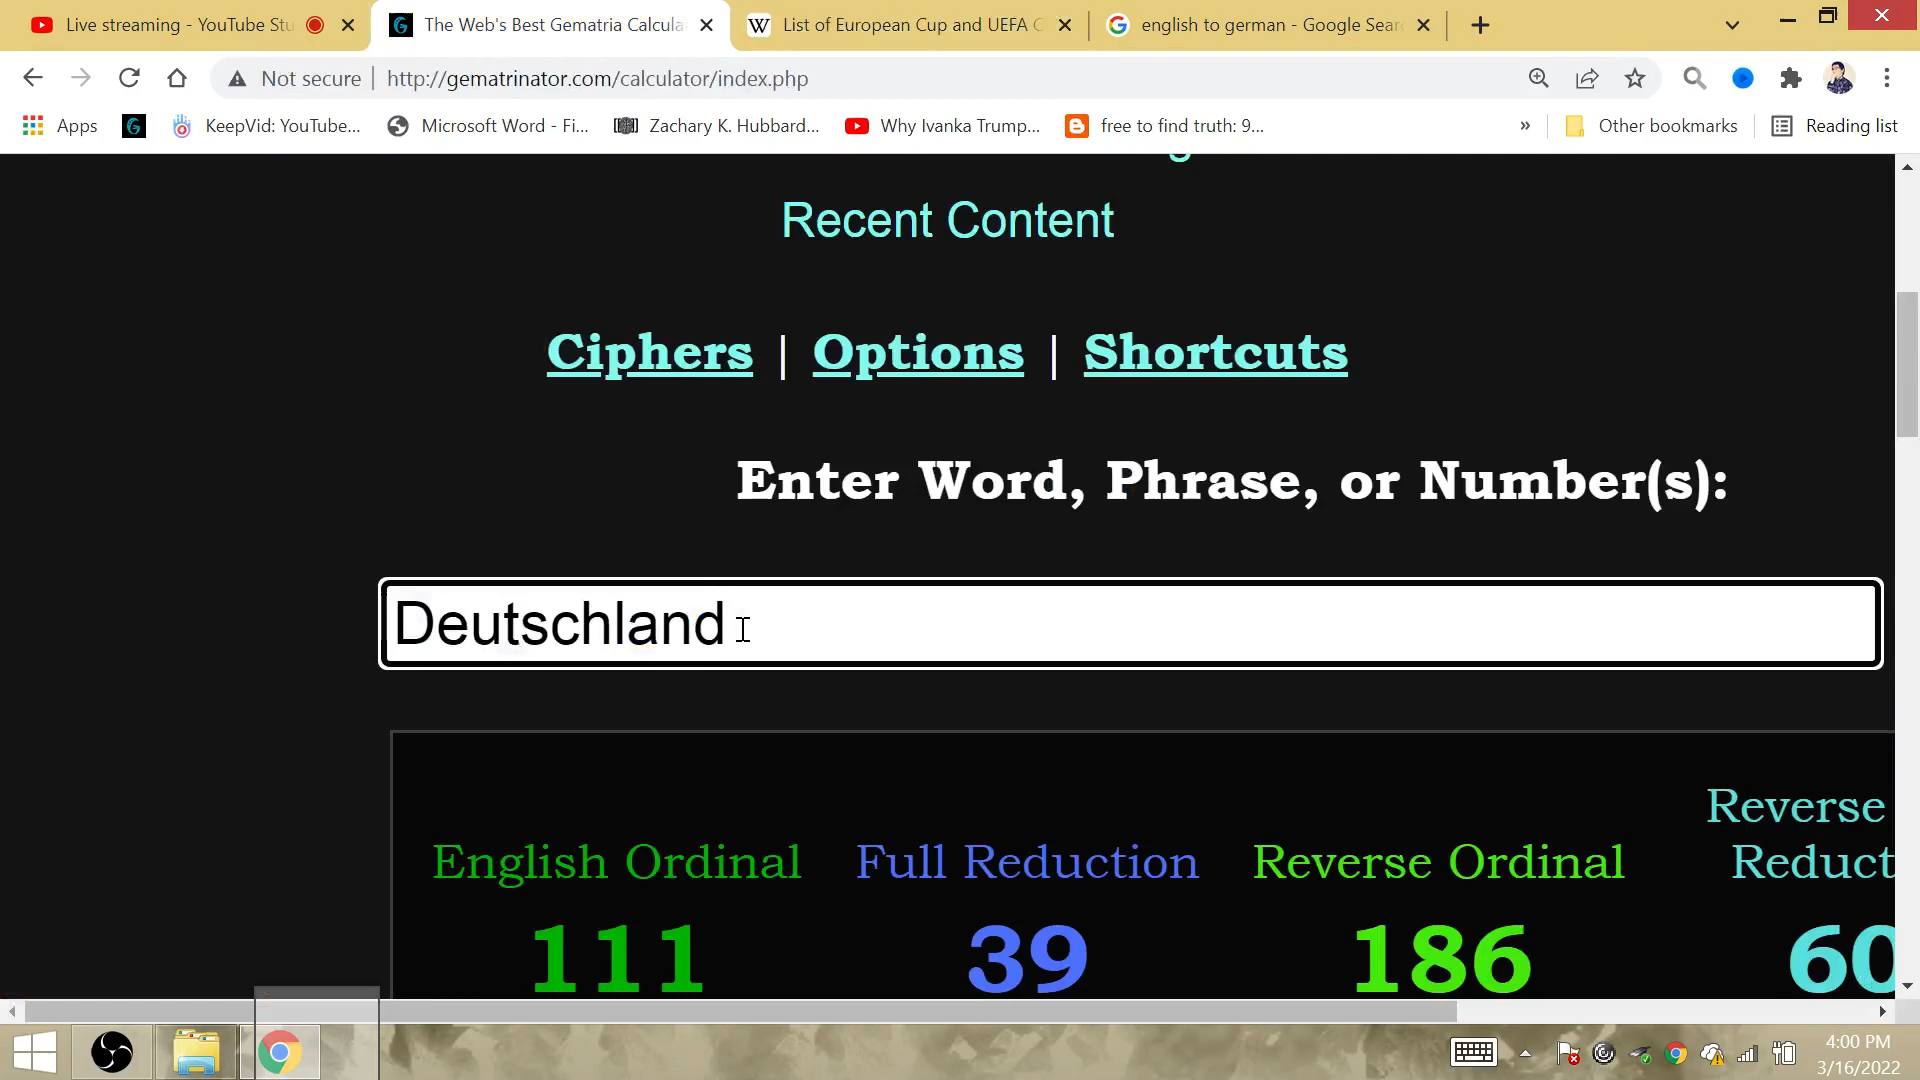 Live streaming - YouTube Stu
The Web's Best Gematria Calcula
W List of European Cup and UEFA C
english to german - Google Sear
Not secure | http://gematrinator.com/calculator/index.php
Apps
KeepVid: YouTube...
Microsoft Word - Fi...
Zachary K. Hubbard...
Why Ivanka Trump...
free to find truth: 9...
»
Other bookmarks
Reading list
Recent Content
Ciphers | Options | Shortcuts
Enter Word, Phrase, or Number(s):
Deutschland
English Ordinal
111
Full Reduction
39
Reverse Ordinal
186
Reverse
Reduct
60
4:00 PM
3/16/2022